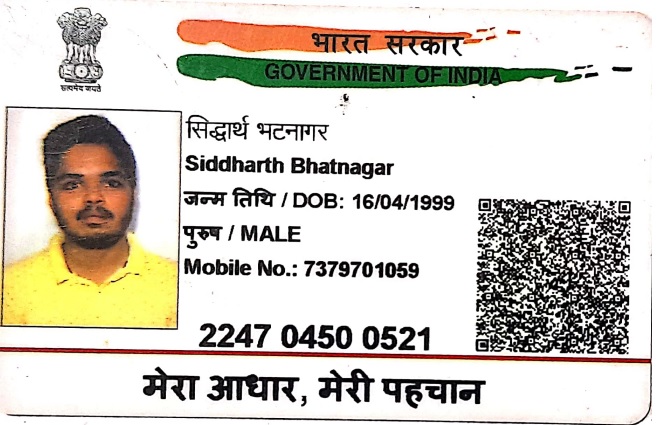 सत्यमेव जयते
भारत सरकार
GOVERNMENT OF INDIA
सिद्धार्थ भटनागर
Siddharth Bhatnagar
जन्म तिथि / DOB: 16/04/1999
पुरुष / MALE
Mobile No.: 7379701059
2247 0450 0521
मेरा आधार, मेरी पहचान